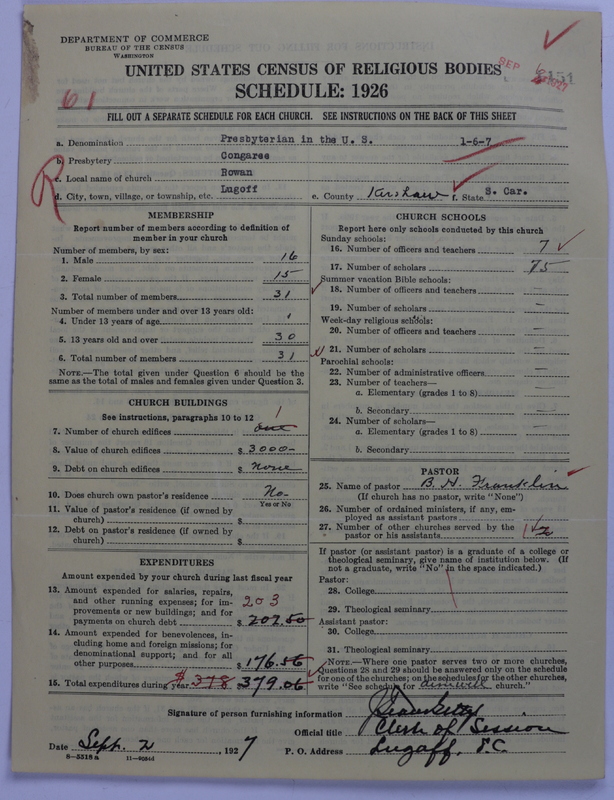 DEPARTMENT OF COMMERCE
BUREAU OF THE CENSUS
WASHINGTON
UNITED STATES CENSUS OF RELIGIOUS BODIES
SCHEDULE: 1926
SEP
61
FILL OUT A SEPARATE SCHEDULE FOR EACH CHURCH. SEE INSTRUCTIONS ON THE BACK OF THIS SHEET
a. Denomination Presbyterian in the U. S. 1-6-7
b. Presbytery Congaree
c. Local name of church Rowan
d. City, town, village, or township, etc. Lugoff e. County Kershaw f. State S. Car.
R
MEMBERSHIP
Report number of members according to definition of member in your church
Number of members, by sex:
1. Male 16
2. Female 15
3. Total number of members 31
Number of members under and over 13 years old:
4. Under 13 years of age 1
5. 13 years old and over 30
6. Total number of members 31
NOTE.—The total given under Question 6 should be the same as the total of males and females given under Question 3.
CHURCH BUILDINGS
See instructions, paragraphs 10 to 12
7. Number of church edifices one 1
8. Value of church edifices $ 3000-
9. Debt on church edifices $ None
10. Does church own pastor's residence No-
Yes or No
11. Value of pastor's residence (if owned by church) $
12. Debt on pastor's residence (if owned by church) $
EXPENDITURES
Amount expended by your church during last fiscal year
13. Amount expended for salaries, repairs, and other running expenses; for improvements or new buildings; and for payments on church debt $ 202.50 203
14. Amount expended for benevolences, including home and foreign missions; for denominational support; and for all other purposes $ 176.56
15. Total expenditures during year $ 378 $ 379.06
CHURCH SCHOOLS
Report here only schools conducted by this church
Sunday schools:
16. Number of officers and teachers 7
17. Number of scholars 75
Summer vacation Bible schools:
18. Number of officers and teachers —
19. Number of scholars —
Week-day religious schools:
20. Number of officers and teachers —
21. Number of scholars —
Parochial schools:
22. Number of administrative officers —
23. Number of teachers—
a. Elementary (grades 1 to 8) —
b. Secondary —
24. Number of scholars—
a. Elementary (grades 1 to 8) —
b. Secondary
PASTOR
25. Name of pastor B. H. Franklin
(If church has no pastor, write "None")
26. Number of ordained ministers, if any, employed as assistant pastors
27. Number of other churches served by the pastor or his assistants
If pastor (or assistant pastor) is a graduate of a college or theological seminary, give name of institution below. (If not a graduate, write "No" in the space indicated.)
Pastor:
28. College
29. Theological seminary
Assistant pastor:
30. College
31. Theological seminary
NOTE.—Where one pastor serves two or more churches, Questions 28 and 29 should be answered only on the schedule for one of the churches; on the schedules for the other churches, write "See schedule for church."
Signature of person furnishing information
Official title Clerk of Session
Date Sept. 2, 1927 P. O. Address Lugoff, S.C.
8—5518a 11—9054d